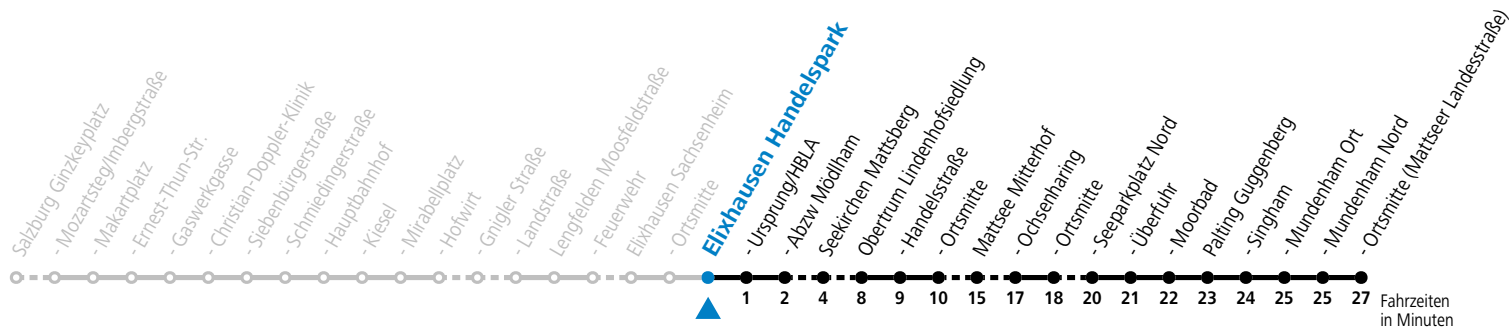 Salzburg Ginzkeyplatz
- Mozartsteg/Imbergstraße
- Makartplatz
- Ernest-Thun-Str.
- Gaswerkgasse
- Christian-Doppler-Klinik
- Siebenbürgerstraße
- Schmiedingerstraße
- Hauptbahnhof
- Kiesel
- Mirabellplatz
- Hofwirt
- Gnigler Straße
- Landstraße
Lengfelden Moosfeldstraße
- Feuerwehr
Elixhausen Sachsenheim
- Ortsmitte
Elixhausen Handelspark
- Ursprung/HBLA
- Abzw Mödlham
Seekirchen Mattsberg
Obertrum Lindenhofsiedlung
- Handelsstraße
- Ortsmitte
Mattsee Mitterhof
- Ochsenharing
- Ortsmitte
- Seeparkplatz Nord
- Überfuhr
- Moorbad
Palting Guggenberg
- Singham
- Mundenham Ort
- Mundenham Nord
- Ortsmitte (Mattseer Landesstraße)
1 2 4 8 9 10 15 17 18 20 21 22 23 24 25 25 27
Fahrzeiten
in Minuten